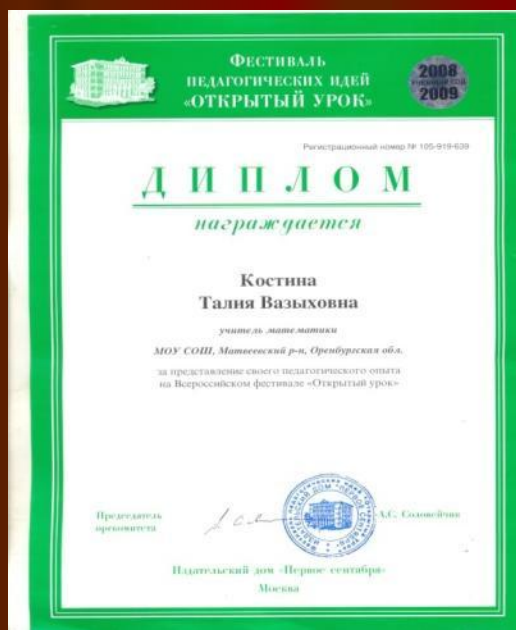 ФЕСТИВАЛЬ
ПЕДАГОГИЧЕСКИХ ИДЕЙ
«ОТКРЫТЫЙ УРОК»
2008
УЧЕБНЫЙ ГОД
2009
Регистрационный номер № 105-919-639
ДИПЛОМ
награждается
Костина
Талия Вазыховна
учитель математики
МОУ СОШ, Матвеевский р-н, Оренбургская обл.
за представление своего педагогического опыта
на Всероссийском фестивале «Открытый урок»
Председатель
оргкомитета
А.С. Соловейчик
Издательский дом «Первое сентября»
Москва